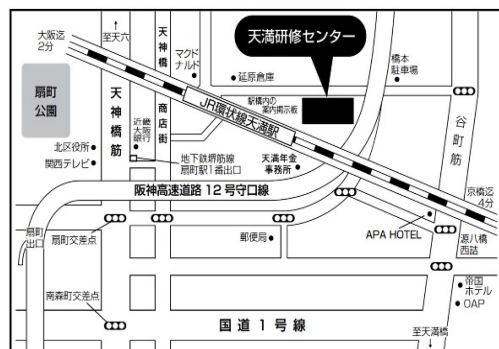 大阪迄
2分
↑
至天六
天神橋
商店街
マクド
ナルド
天満研修センター
延原倉庫
橋本
駐車場
駅構内の
案内掲示板
扇町
公園
天神橋筋
近畿
大阪
銀行
JR環状線天満駅
谷町筋
北区役所
関西テレビ
地下鉄堺筋線
扇町駅1番出口
天満年金
事務所
京橋迄
4分
阪神高速道路12号守口線
扇町
出口
扇町交差点
郵便局
APA HOTEL
源八橋
西詰
南森町交差点
帝国
ホテル
OAP
国道1号線
至天満橋
↓